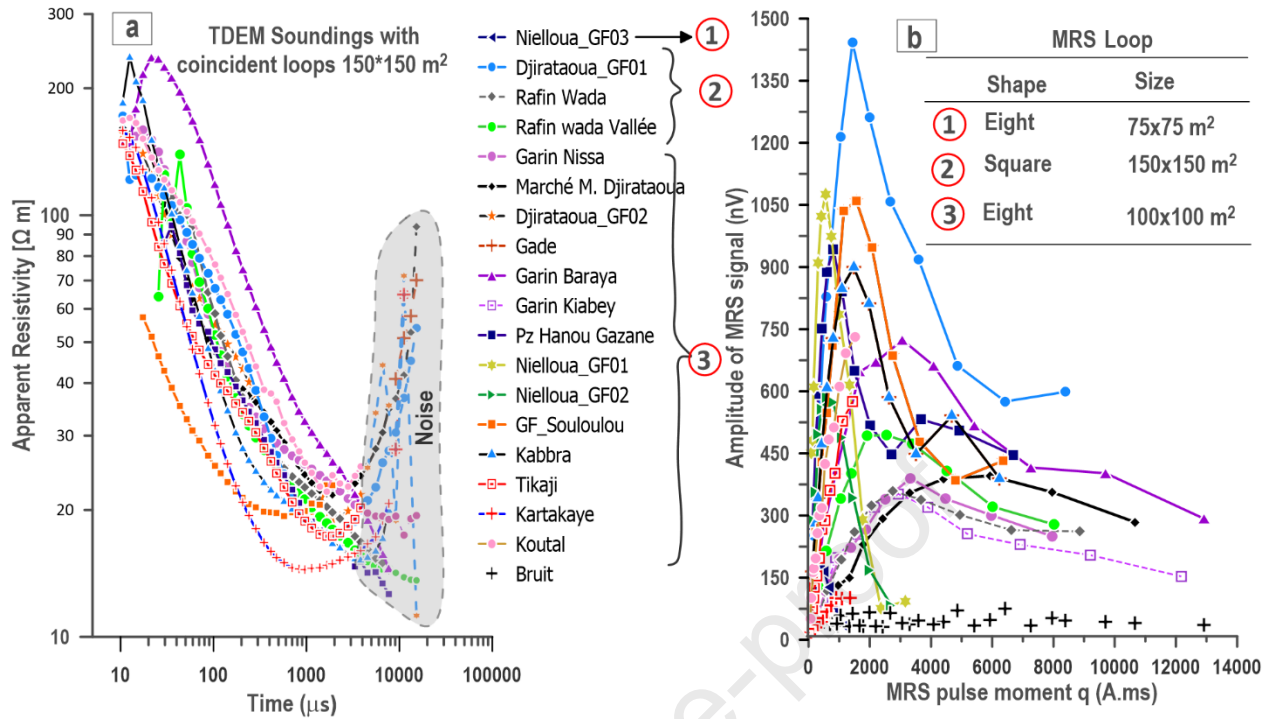 a
TDEM Soundings with
coincident loops 150*150 m²
300
200
100
90
80
70
60
50
40
30
20
10
Apparent Resistivity [Ω m]
10
100
1000
10000
100000
Time (μs)
Noise
Nielloua_GF03
Djirataoua_GF01
Rafin Wada
Rafin wada Vallée
Garin Nissa
Marché M. Djirataoua
Djirataoua_GF02
Gade
Garin Baraya
Garin Kiabey
Pz Hanou Gazane
Nielloua_GF01
Nielloua_GF02
GF_Souloulou
Kabbra
Tikaji
Kartakaye
Koutal
Bruit
1
2
3
b
MRS Loop
Shape Size
1 Eight 75x75 m²
2 Square 150x150 m²
3 Eight 100x100 m²
1500
1350
1200
1050
900
750
600
450
300
150
0
Amplitude of MRS signal (nV)
0
2000
4000
6000
8000
10000
12000
14000
MRS pulse moment q (A.ms)